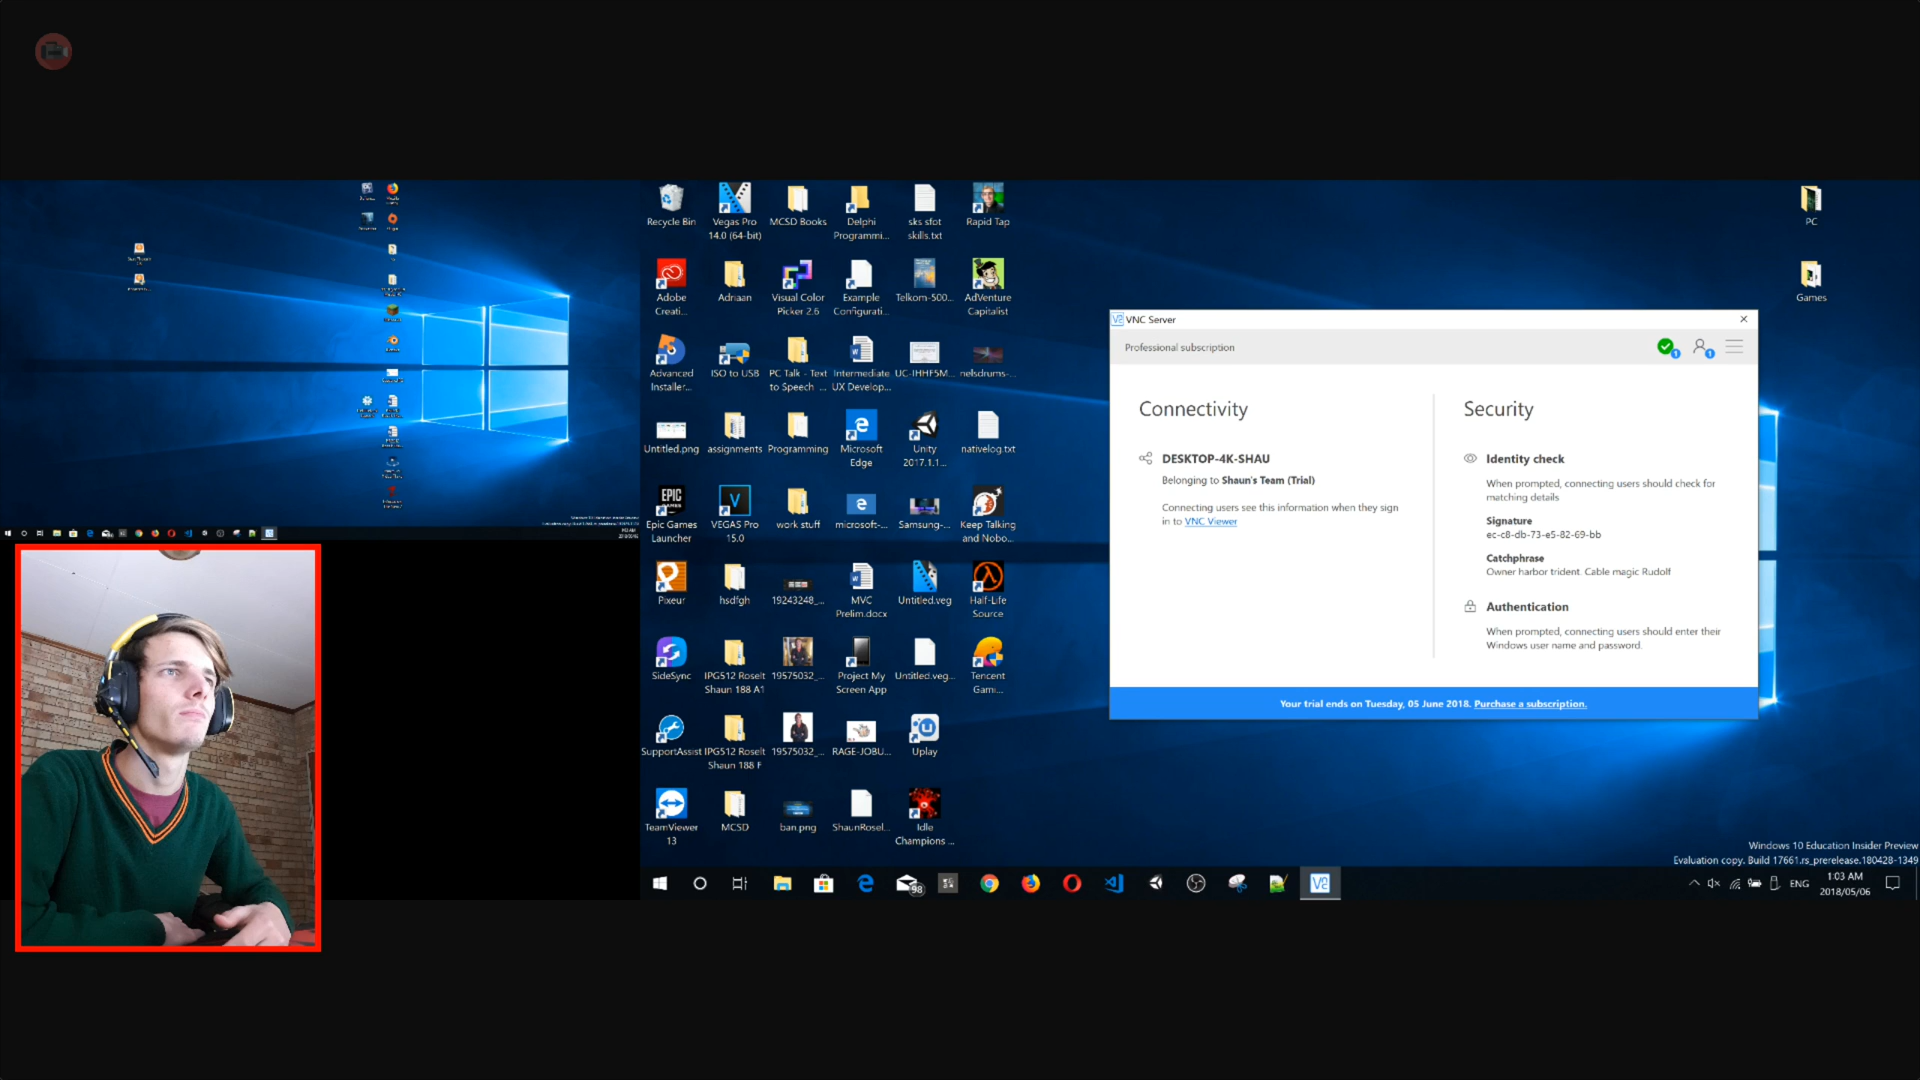 Recycle Bin
Vegas Pro
14.0 (64-bit)
MCSD Books
Delphi
Programmi...
sks sfot
skills.txt
Rapid Tap
PC
Adobe
Creati...
Adriaan
Visual Color
Picker 2.6
Example
Configurati...
Telkom-500...
AdVenture
Capitalist
Games
Advanced
Installer...
ISO to USB
PC Talk - Text
to Speech ...
Intermediate
UX Develop...
UC-IHHF5M...
nelsdrums-...
Untitled.png
assignments
Programming
Microsoft
Edge
Unity
2017.1.1...
nativelog.txt
EPIC
GAMES
Epic Games
Launcher
VEGAS Pro
15.0
work stuff
microsoft-...
Samsung-...
Keep Talking
and Nobo...
Pixeur
hsdfgh
19243248_...
MVC
Prelim.docx
Untitled.veg
Half-Life
Source
SideSync
IPG512 Roselt
Shaun 188 A1
19575032_...
Project My
Screen App
Untitled.veg...
Tencent
Gami...
SupportAssist
IPG512 Roselt
Shaun 188 F
19575032_...
RAGE-JOBU...
Uplay
TeamViewer
13
MCSD
ban.png
ShaunRosel...
Idle
Champions ...
VNC Server
Professional subscription
1
1
Connectivity
DESKTOP-4K-SHAU
Belonging to Shaun's Team (Trial)
Connecting users see this information when they sign
in to VNC Viewer
Security
Identity check
When prompted, connecting users should check for
matching details
Signature
ec-c8-db-73-e5-82-69-bb
Catchphrase
Owner harbor trident. Cable magic Rudolf
Authentication
When prompted, connecting users should enter their
Windows user name and password.
Your trial ends on Tuesday, 05 June 2018. Purchase a subscription.
Windows 10 Education Insider Preview
Evaluation copy. Build 17661.rs_prerelease.180428-1349
98
ENG
1:03 AM
2018/05/06